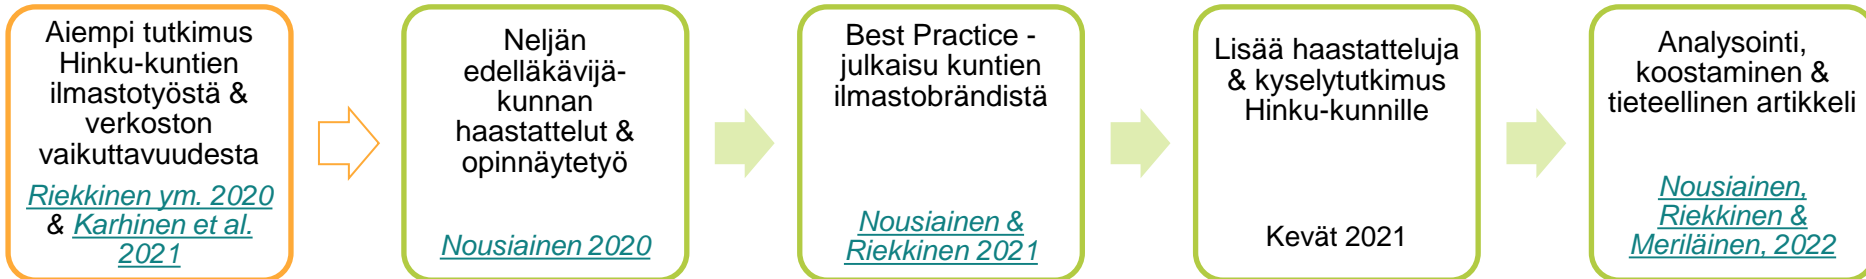 Aiempi tutkimus
Hinku-kuntien
ilmastotyöstä &
verkoston
vaikuttavuudesta
Riekkinen ym. 2020
& Karhinen et al.
2021
Neljän
edelläkävijä-
kunnan
haastattelut &
opinnäytetyö
Nousiainen 2020
Best Practice -
julkaisu kuntien
ilmastobrändistä
Nousiainen &
Riekkinen 2021
Lisää haastatteluja
& kyselytutkimus
Hinku-kunnille
Kevät 2021
Analysointi,
koostaminen &
tieteellinen artikkeli
Nousiainen,
Riekkinen &
Meriläinen, 2022